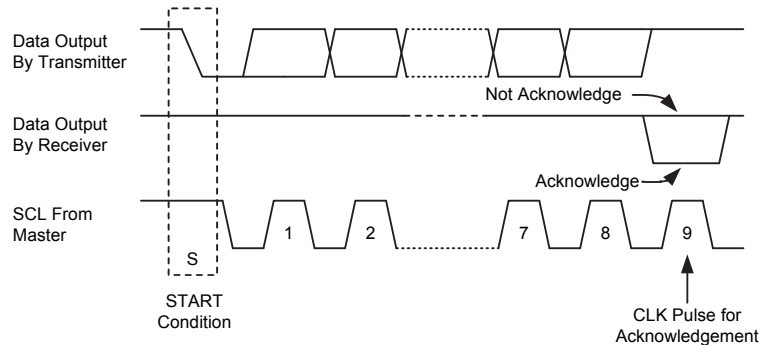 Data Output
By Transmitter
Not Acknowledge
Data Output
By Receiver
Acknowledge
SCL From
Master
1
2
7
8
9
S
START
Condition
CLK Pulse for
Acknowledgement